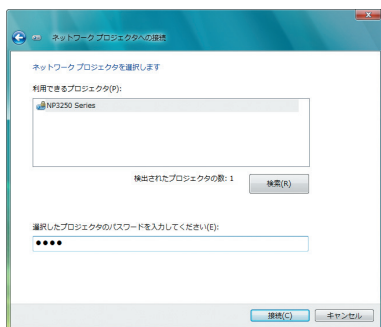 ネットワーク プロジェクタへの接続
ネットワーク プロジェクタを選択します
利用できるプロジェクタ(P):
NP3250 Series
検出されたプロジェクタの数: 1
検索(R)
選択したプロジェクタのパスワードを入力してください(E):
●●●●
接続(C)
キャンセル